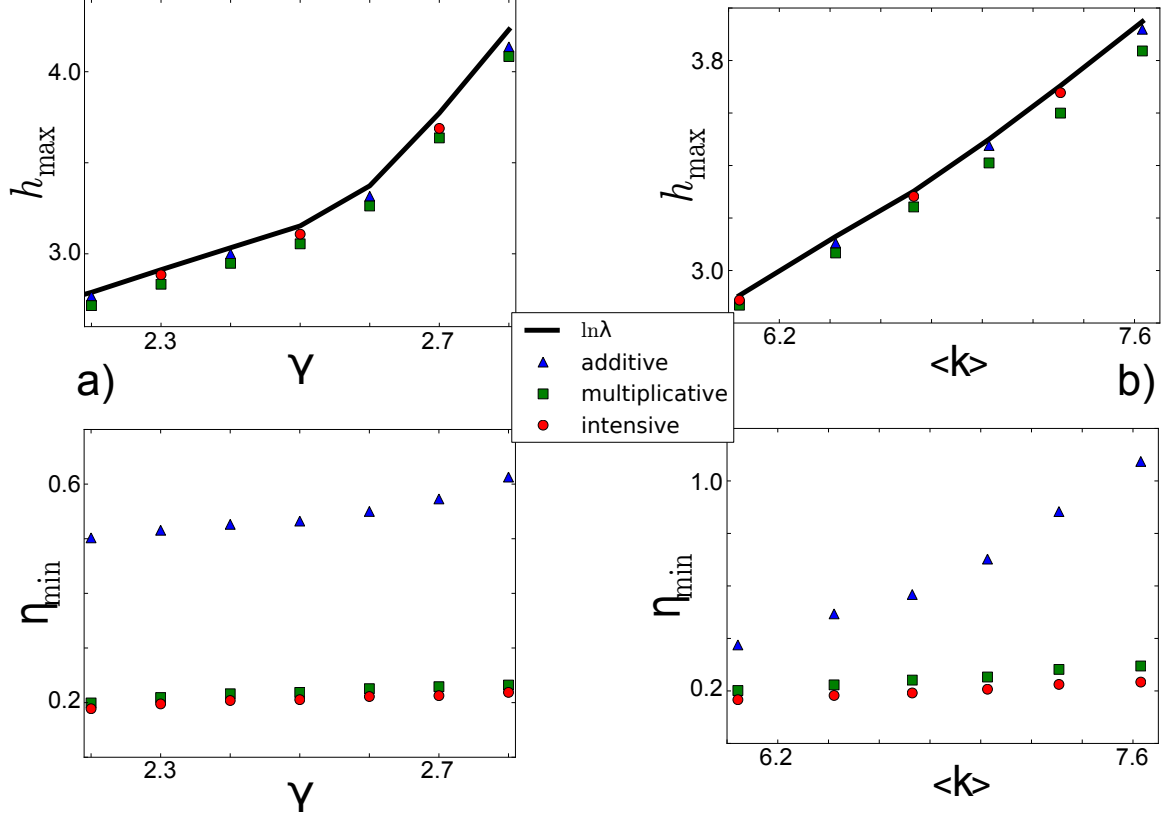 4.0
3.0
h_max
2.3
2.7
γ
a)
3.8
3.0
h_max
6.2
7.6
<k>
b)
lnλ
additive
multiplicative
intensive
0.6
0.2
η_min
2.3
2.7
γ
1.0
0.2
η_min
6.2
7.6
<k>